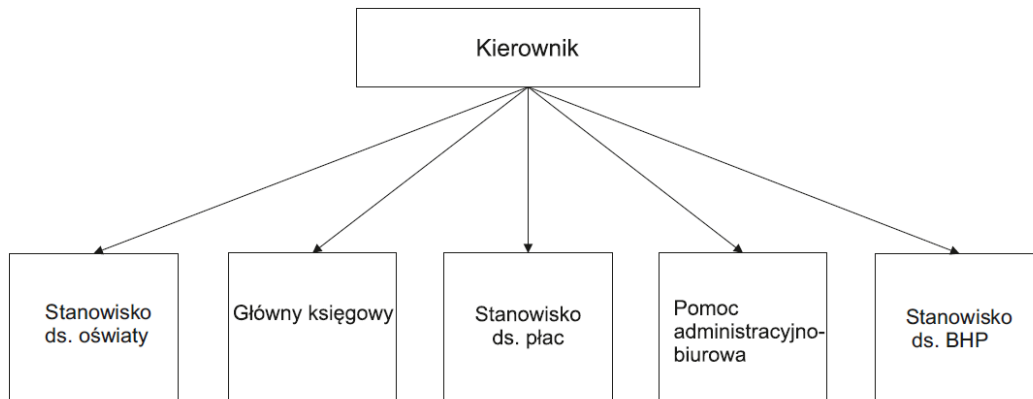 Kierownik
Stanowisko
ds. oświaty
Główny księgowy
Stanowisko
ds. płac
Pomoc
administracyjno-
biurowa
Stanowisko
ds. BHP